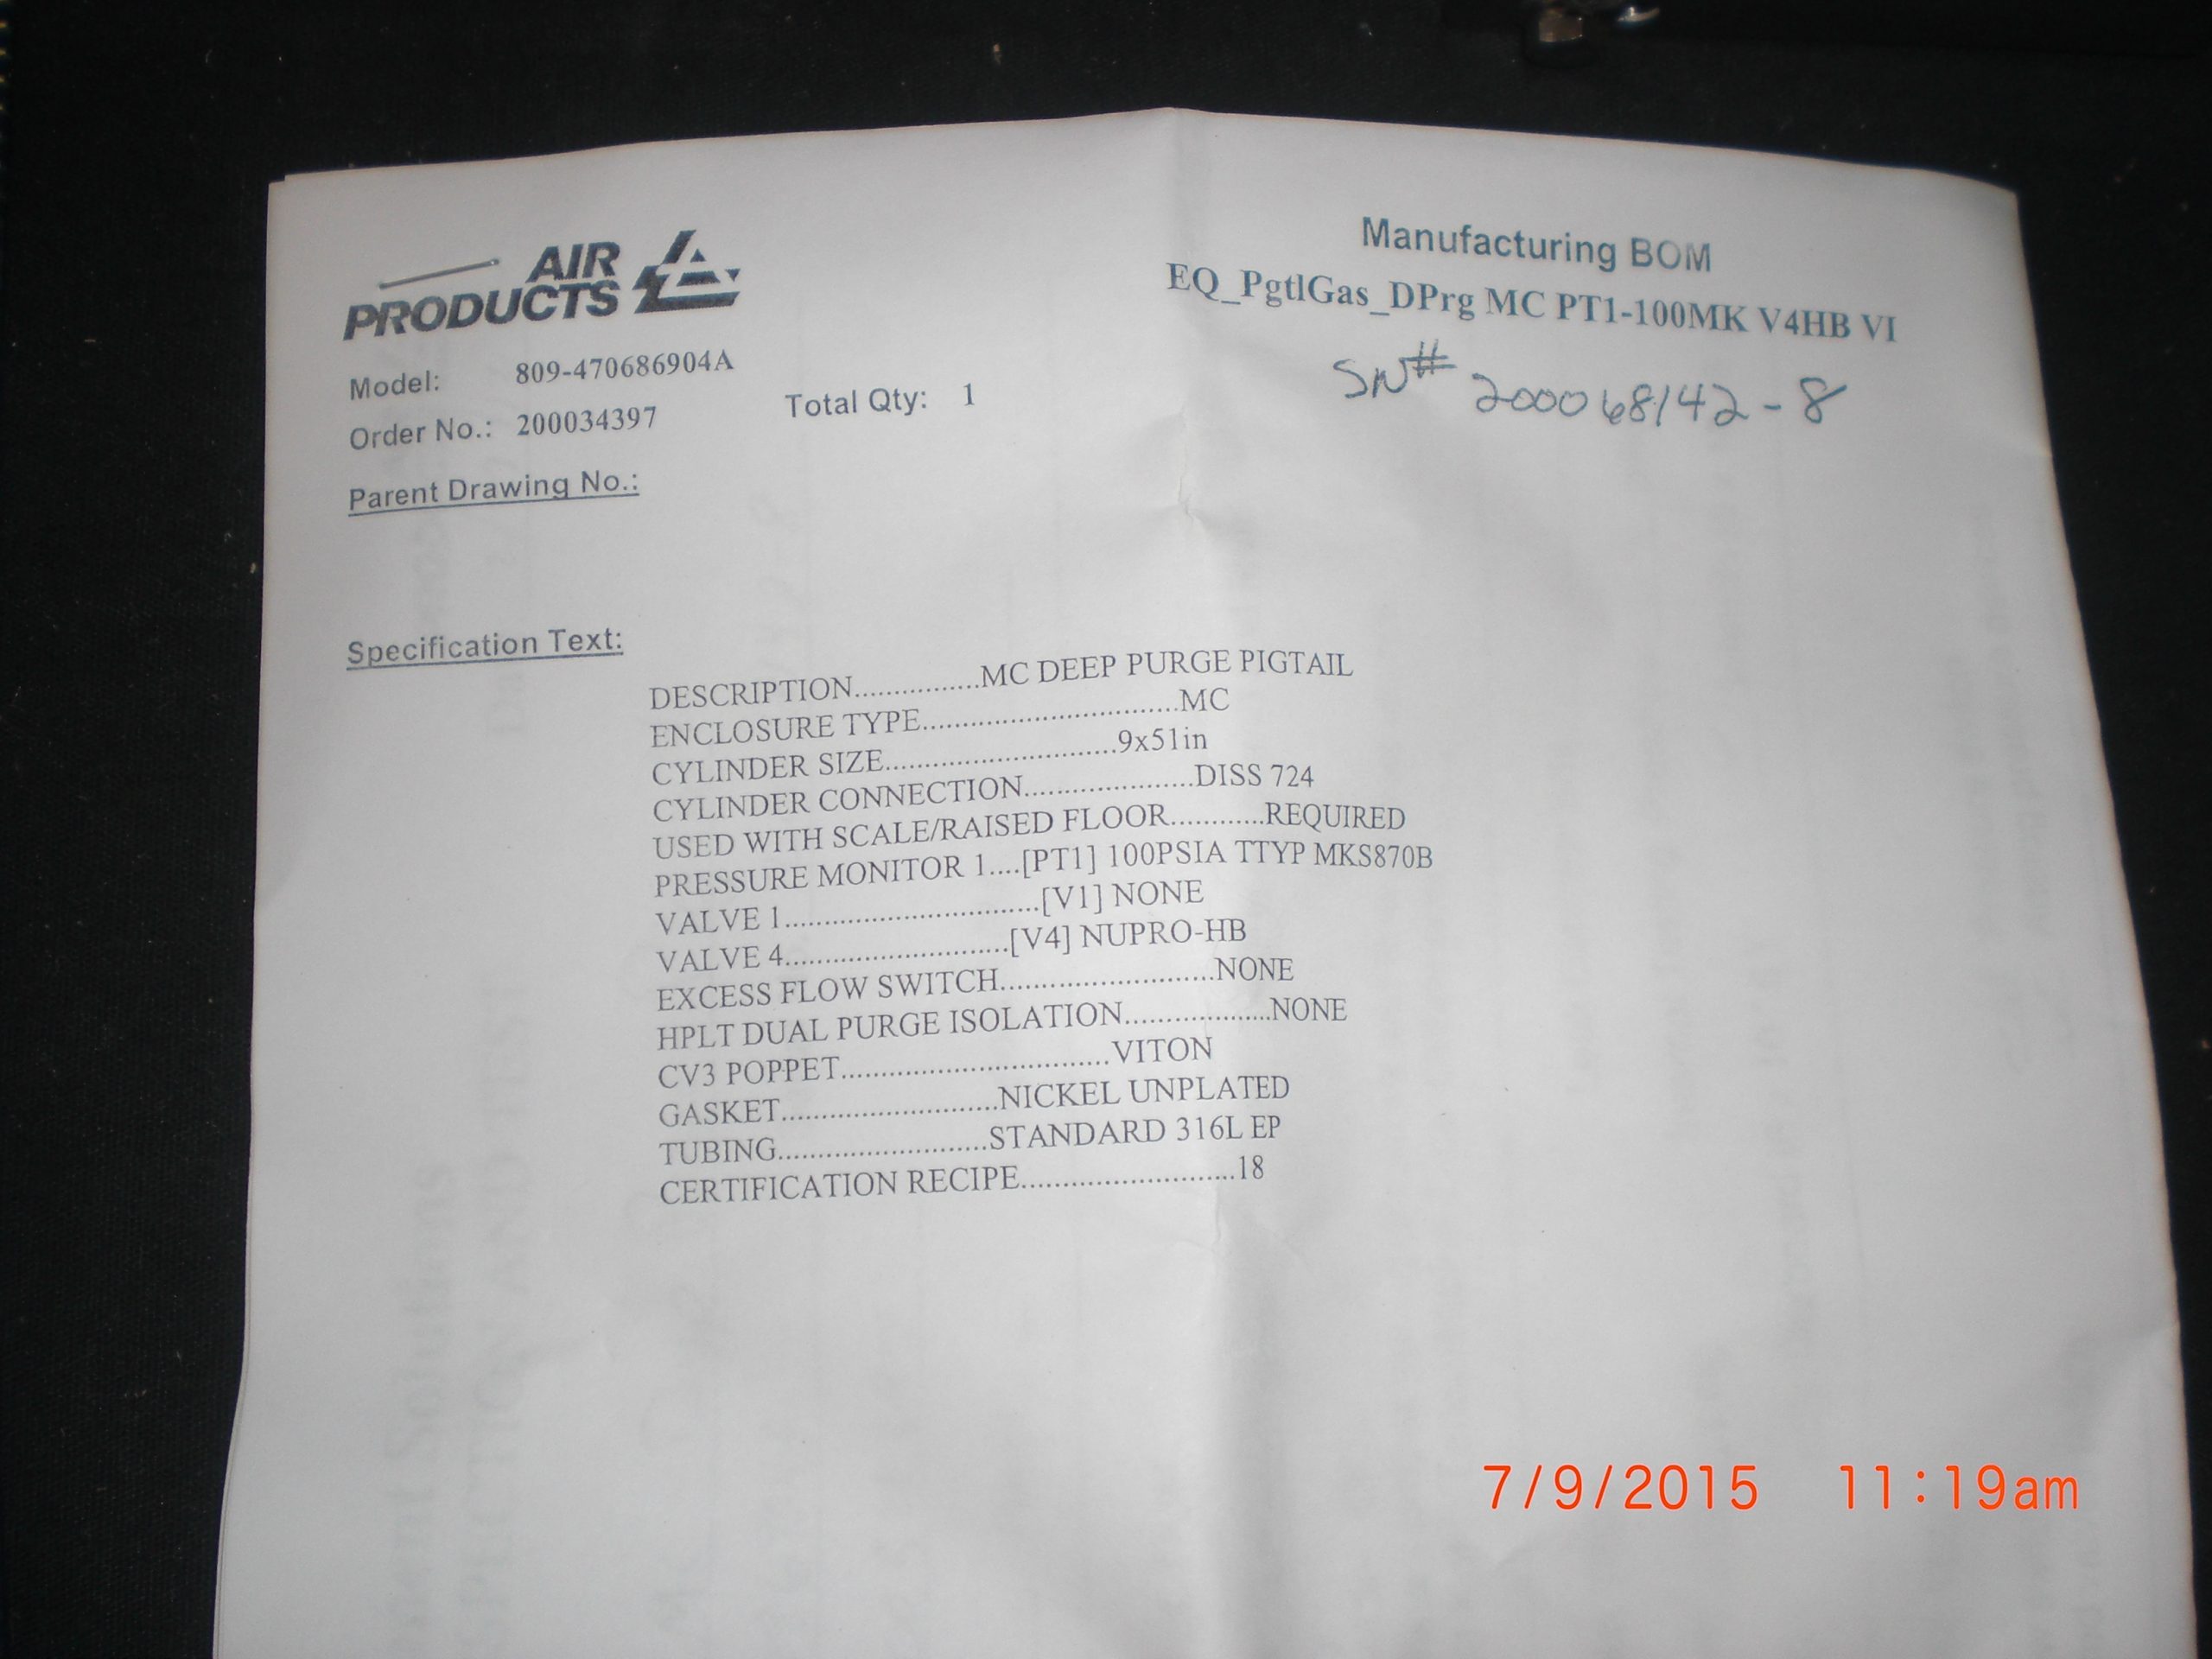 AIR
PRODUCTS
Manufacturing BOM
EQ_PgtlGas_DPrg MC PT1-100MK V4HB VI
SN# 200068142-8
Model: 809-470686904A
Order No.: 200034397 Total Qty: 1
Parent Drawing No.:
Specification Text:
DESCRIPTION................MC DEEP PURGE PIGTAIL
ENCLOSURE TYPE.................................MC
CYLINDER SIZE.............................9x51in
CYLINDER CONNECTION......................DISS 724
USED WITH SCALE/RAISED FLOOR............REQUIRED
PRESSURE MONITOR 1....[PT1] 100PSIA TTYP MKS870B
VALVE 1................................[V1] NONE
VALVE 4............................[V4] NUPRO-HB
EXCESS FLOW SWITCH...........................NONE
HPLT DUAL PURGE ISOLATION...................NONE
CV3 POPPET..................................VITON
GASKET...........................NICKEL UNPLATED
TUBING..........................STANDARD 316L EP
CERTIFICATION RECIPE...........................18
7/9/2015 11:19am